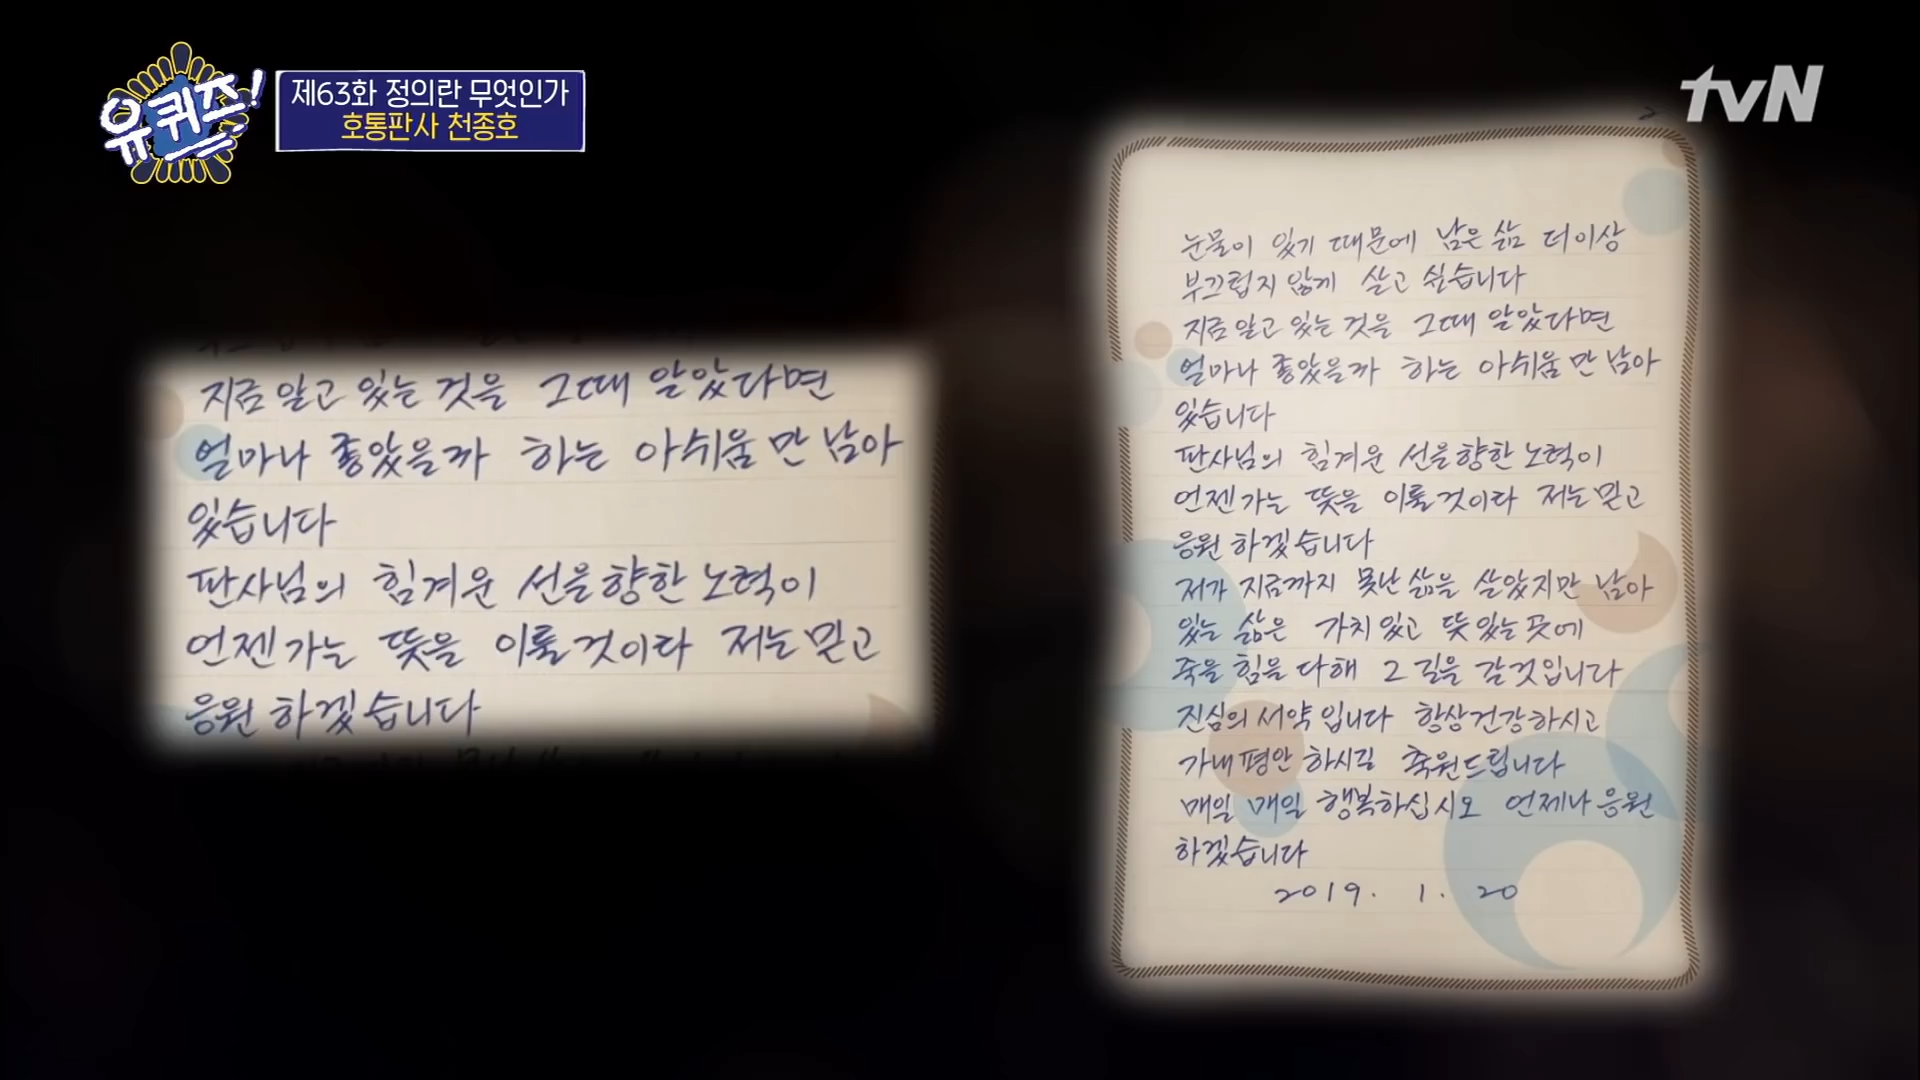 유퀴즈!
제63화 정의란 무엇인가
호통판사 천종호
tvN
지금 알고 있는 것을 그때 알았다면
얼마나 좋았을까 하는 아쉬움만 남아
있습니다
판사님의 힘겨운 선을향한 노력이
언젠가는 뜻을 이룰것이라 저는 믿고
응원 하겠습니다
눈물이 있기 때문에 남은 삶 더이상
부끄럽지 않게 살고 싶습니다
지금 알고 있는 것을 그때 알았다면
얼마나 좋았을까 하는 아쉬움만 남아
있습니다
판사님의 힘겨운 선을향한 노력이
언젠가는 뜻을 이룰것이라 저는 믿고
응원 하겠습니다
저가 지금까지 못난 삶을 살았지만 남아
있는 삶은 가치있고 뜻있는 곳에
죽을 힘을 다해 그 길을 갈것입니다
진심의 서약입니다 항상건강하시고
가내평안 하시길 축원드립니다
매일 매일 행복하십시오 언제나 응원
하겠습니다
2019. 1. 20